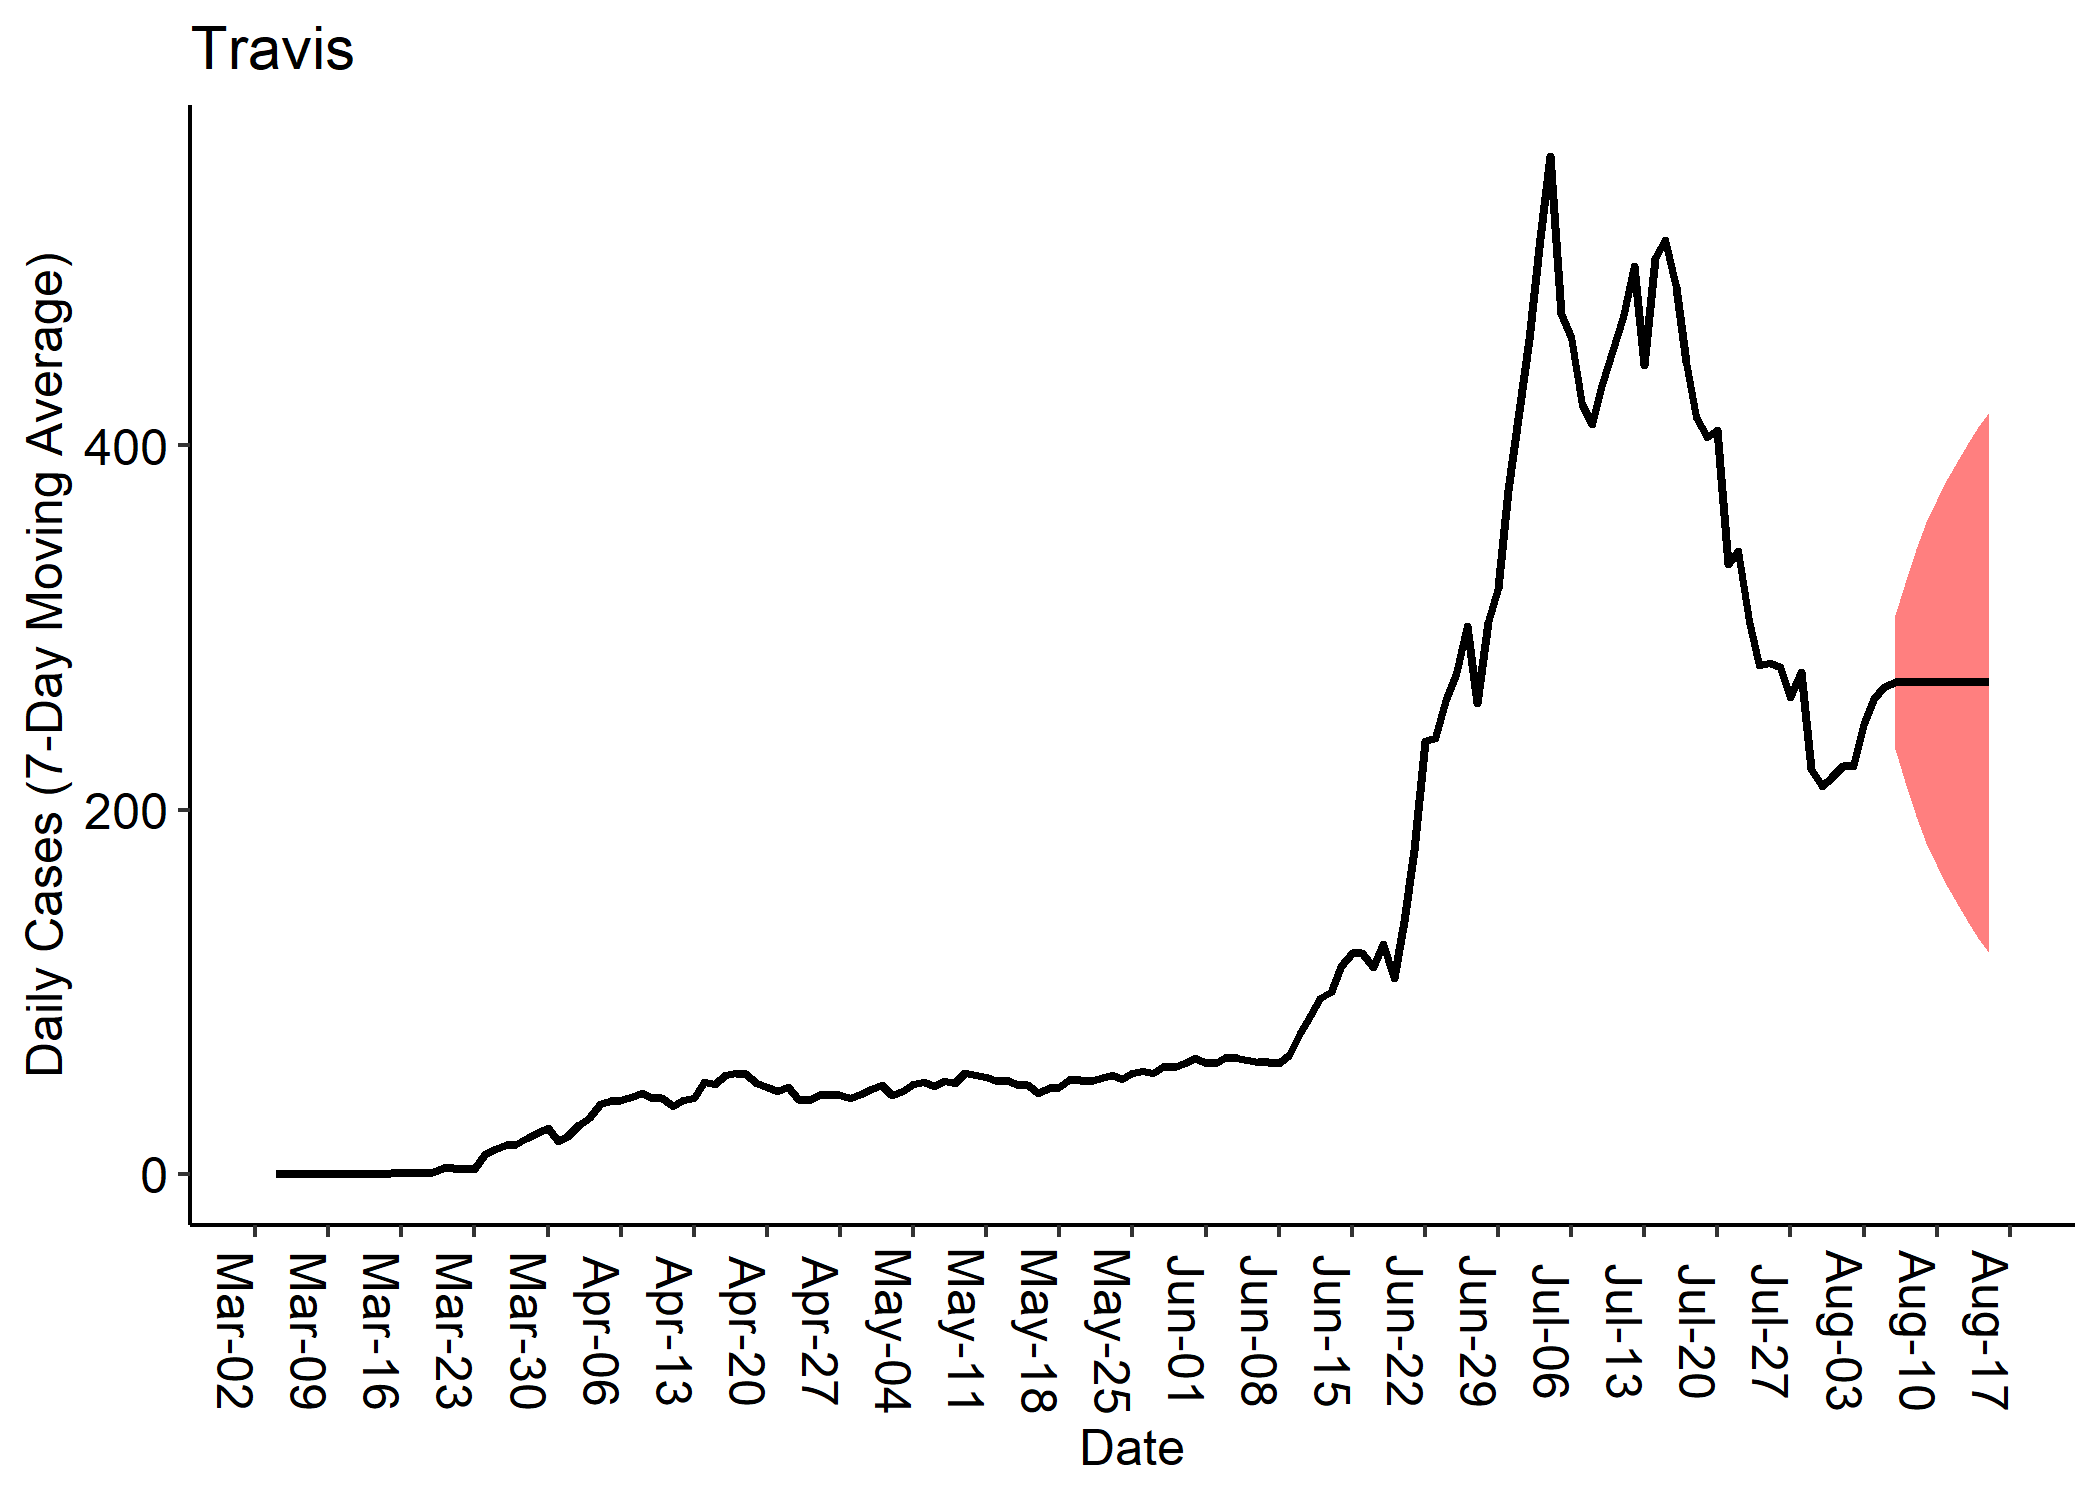 Travis
Daily Cases (7-Day Moving Average)
400
200
0
Mar-02
Mar-09
Mar-16
Mar-23
Mar-30
Apr-06
Apr-13
Apr-20
Apr-27
May-04
May-11
May-18
May-25
Jun-01
Jun-08
Jun-15
Jun-22
Jun-29
Jul-06
Jul-13
Jul-20
Jul-27
Aug-03
Aug-10
Aug-17
Date